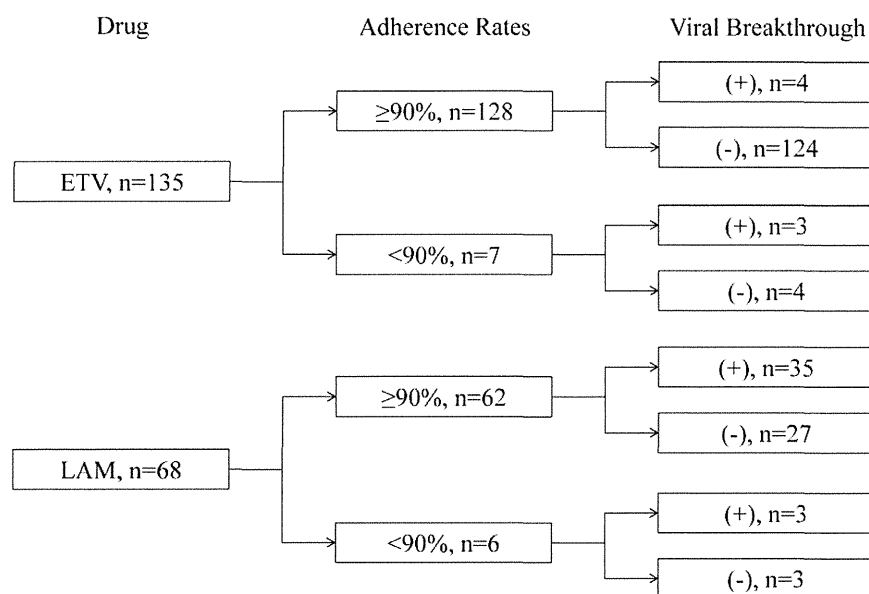 Drug
Adherence Rates
Viral Breakthrough
ETV, n=135
≥90%, n=128
(+), n=4
(-), n=124
<90%, n=7
(+), n=3
(-), n=4
LAM, n=68
≥90%, n=62
(+), n=35
(-), n=27
<90%, n=6
(+), n=3
(-), n=3